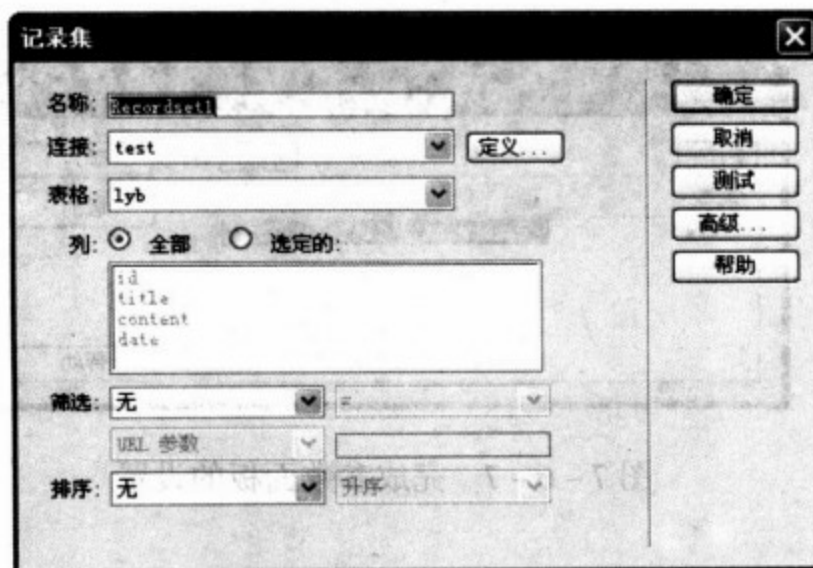 记录集
名称: Recordset1
连接: test 定义...
表格: lyb
列: 全部 选定的:
id
title
content
date
筛选: 无 =
URL 参数
排序: 无 升序
确定
取消
测试
高级...
帮助